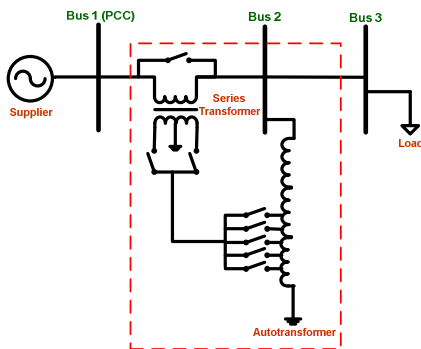 Bus 1 (PCC)
Bus 2
Bus 3
Supplier
Series
Transformer
Load
Autotransformer